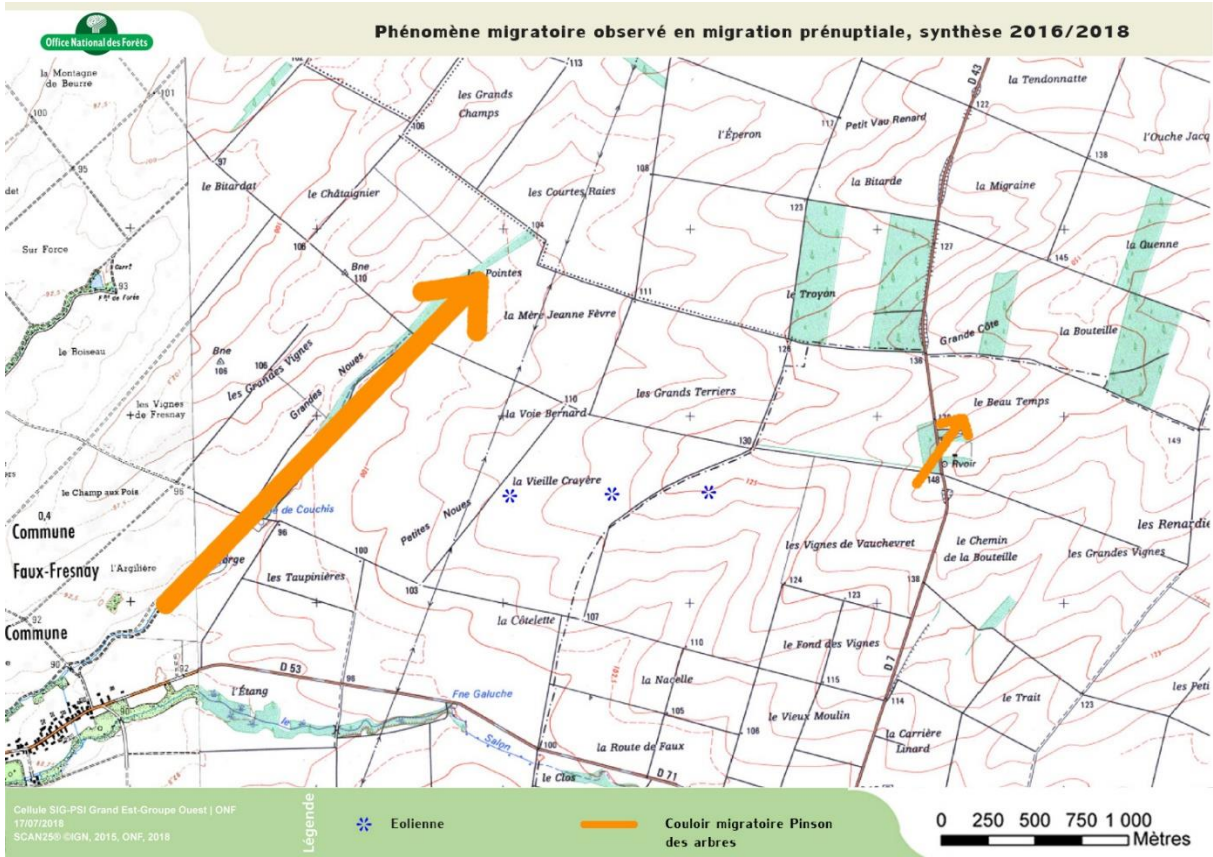 Office National des Forêts
Phénomène migratoire observé en migration prénuptiale, synthèse 2016/2018
la Montagne
de Beurre
101
100
95
97
les Grands
Champs
106
113
D 43
122
la Tendonnatte
l'Éperon
117
Petit Vau Renard
138
l'Ouche Jacq
le Bitardat
le Châtaignier
les Courtes Raies
108
la Bitarde
la Migraine
123
104
106
100
127
la Quenne
145
Sur Force
93
Bne
110
Pointes
le Troyon
111
la Mère Jeanne Fèvre
Grande Côte
la Bouteille
le Boiseau
Bne
106
106
les Grandes Vignes
Noues
Grandes
138
les Vignes
de Fresnay
110
la Voie Bernard
les Grands Terriers
le Beau Temps
130
149
Rvoir
148
le Champ aux Pois
96
100
la Vieille Crayère
125
0,4
Commune
de Couchis
96
Petites
Noues
les Renardie
les Vignes de Vauchevret
le Chemin
de la Bouteille
les Grandes Vignes
Faux-Fresnay
l'Argilière
100
les Taupinières
103
124
138
123
92
Commune
la Côtelette
107
110
le Fond des Vignes
90
92
D 53
98
la Nacelle
115
D 7
l'Étang
Fne Galuche
105
le Vieux Moulin
114
le Trait
123
les Peti
le
Salon
106
la Carrière
Linard
100
la Route de Faux
le Clos
D 71
Cellule SIG-PSI Grand Est-Groupe Ouest | ONF
17/07/2018
SCAN25® ©IGN, 2015, ONF, 2018
Légende
Eolienne
Couloir migratoire Pinson
des arbres
0 250 500 750 1 000
Mètres